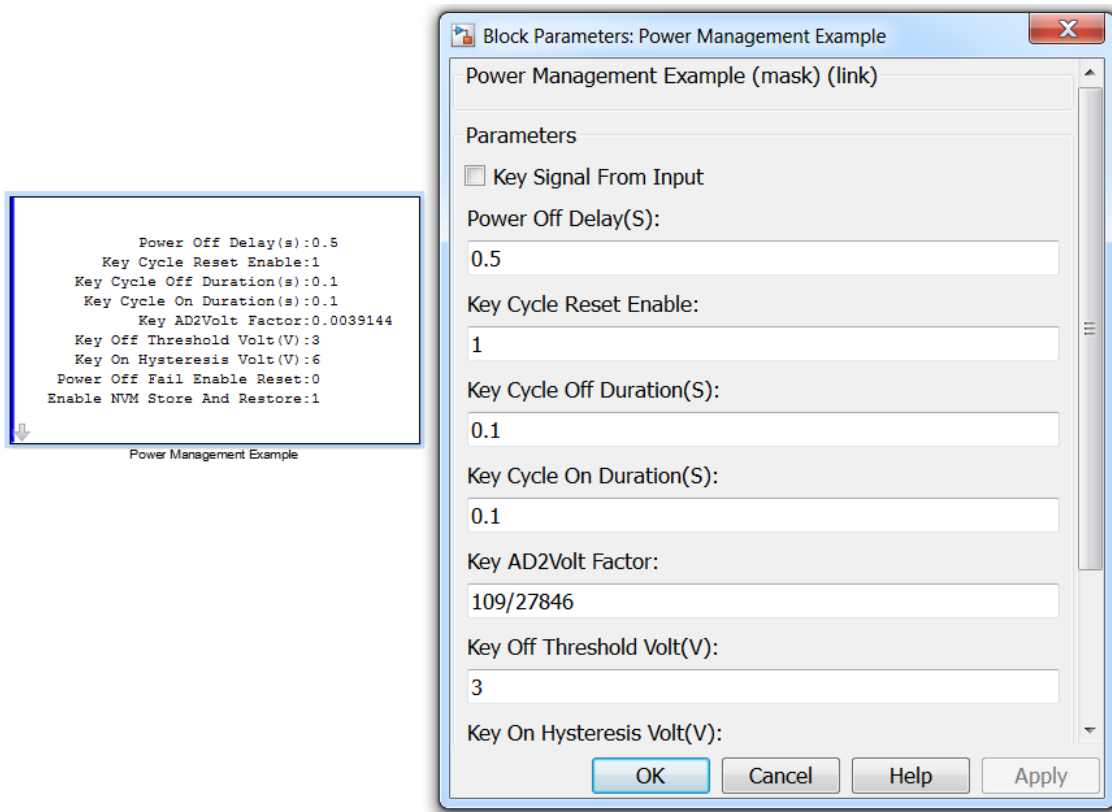 Power Off Delay(s):0.5
Key Cycle Reset Enable:1
Key Cycle Off Duration(s):0.1
Key Cycle On Duration(s):0.1
Key AD2Volt Factor:0.0039144
Key Off Threshold Volt(V):3
Key On Hysteresis Volt(V):6
Power Off Fail Enable Reset:0
Enable NVM Store And Restore:1
Power Management Example
Block Parameters: Power Management Example
Power Management Example (mask) (link)
Parameters
Key Signal From Input
Power Off Delay(S):
0.5
Key Cycle Reset Enable:
1
Key Cycle Off Duration(S):
0.1
Key Cycle On Duration(S):
0.1
Key AD2Volt Factor:
109/27846
Key Off Threshold Volt(V):
3
Key On Hysteresis Volt(V):
OK Cancel Help Apply